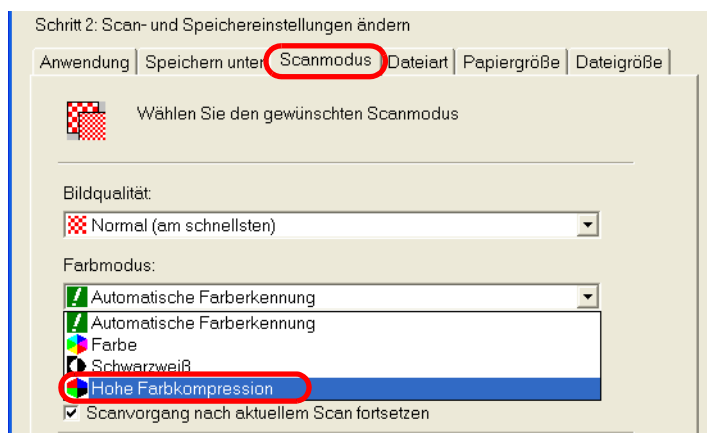 Schritt 2: Scan- und Speichereinstellungen ändern
Anwendung Speichern unter Scanmodus Dateiart Papiergröße Dateigröße
Wählen Sie den gewünschten Scanmodus
Bildqualität:
Normal (am schnellsten)
Farbmodus:
Automatische Farberkennung
Automatische Farberkennung
Farbe
Schwarzweiß
Hohe Farbkompression
Scanvorgang nach aktuellem Scan fortsetzen